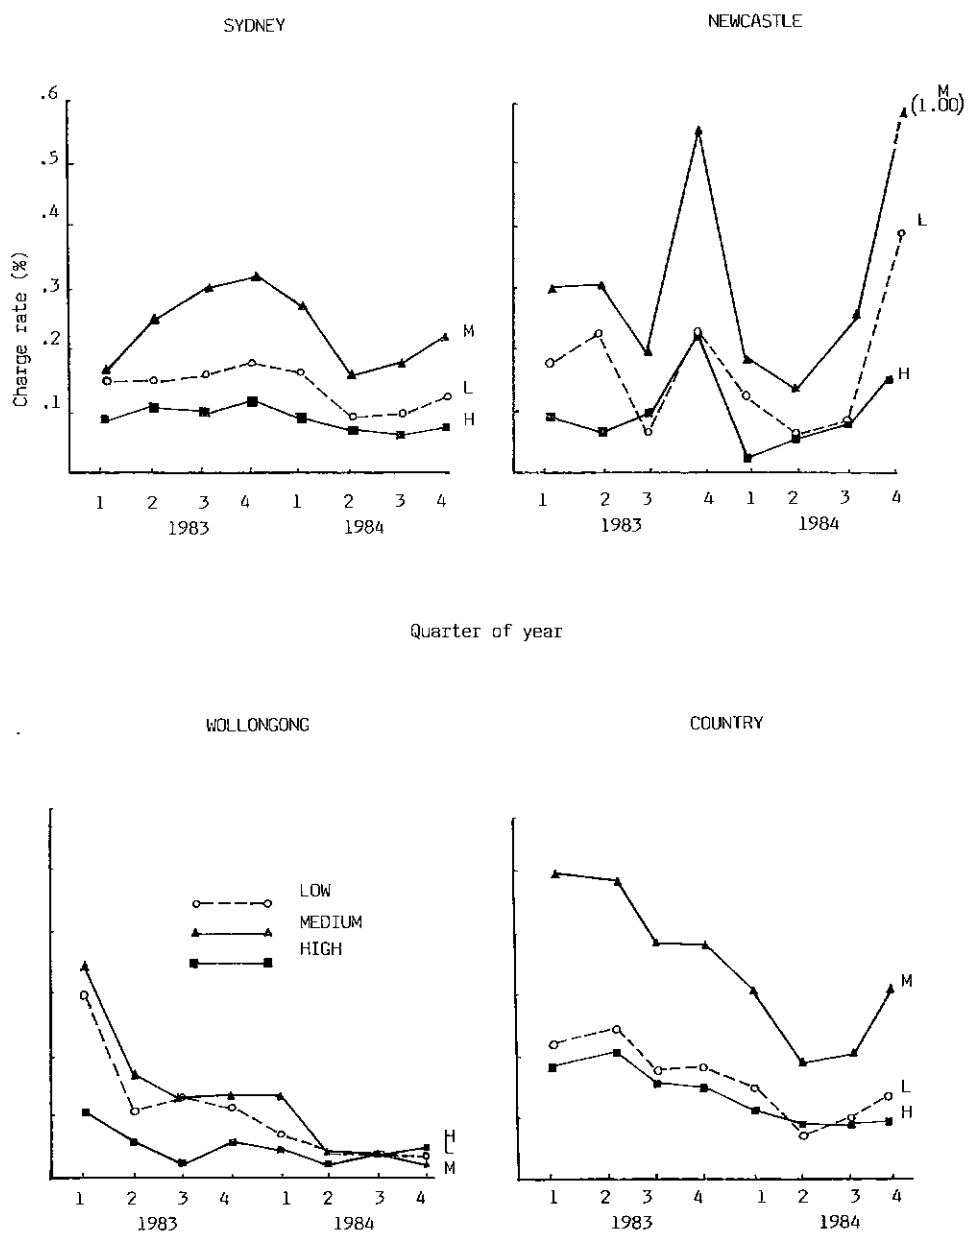 SYDNEY
NEWCASTLE
.6
.5
.4
.3
.2
.1
Charge rate (%)
M
L
H
M
(1.00)
L
H
1 2 3 4 1 2 3 4
1983 1984
1 2 3 4 1 2 3 4
1983 1984
Quarter of year
WOLLONGONG
COUNTRY
LOW
MEDIUM
HIGH
H
L
M
M
L
H
1 2 3 4 1 2 3 4
1983 1984
1 2 3 4 1 2 3 4
1983 1984